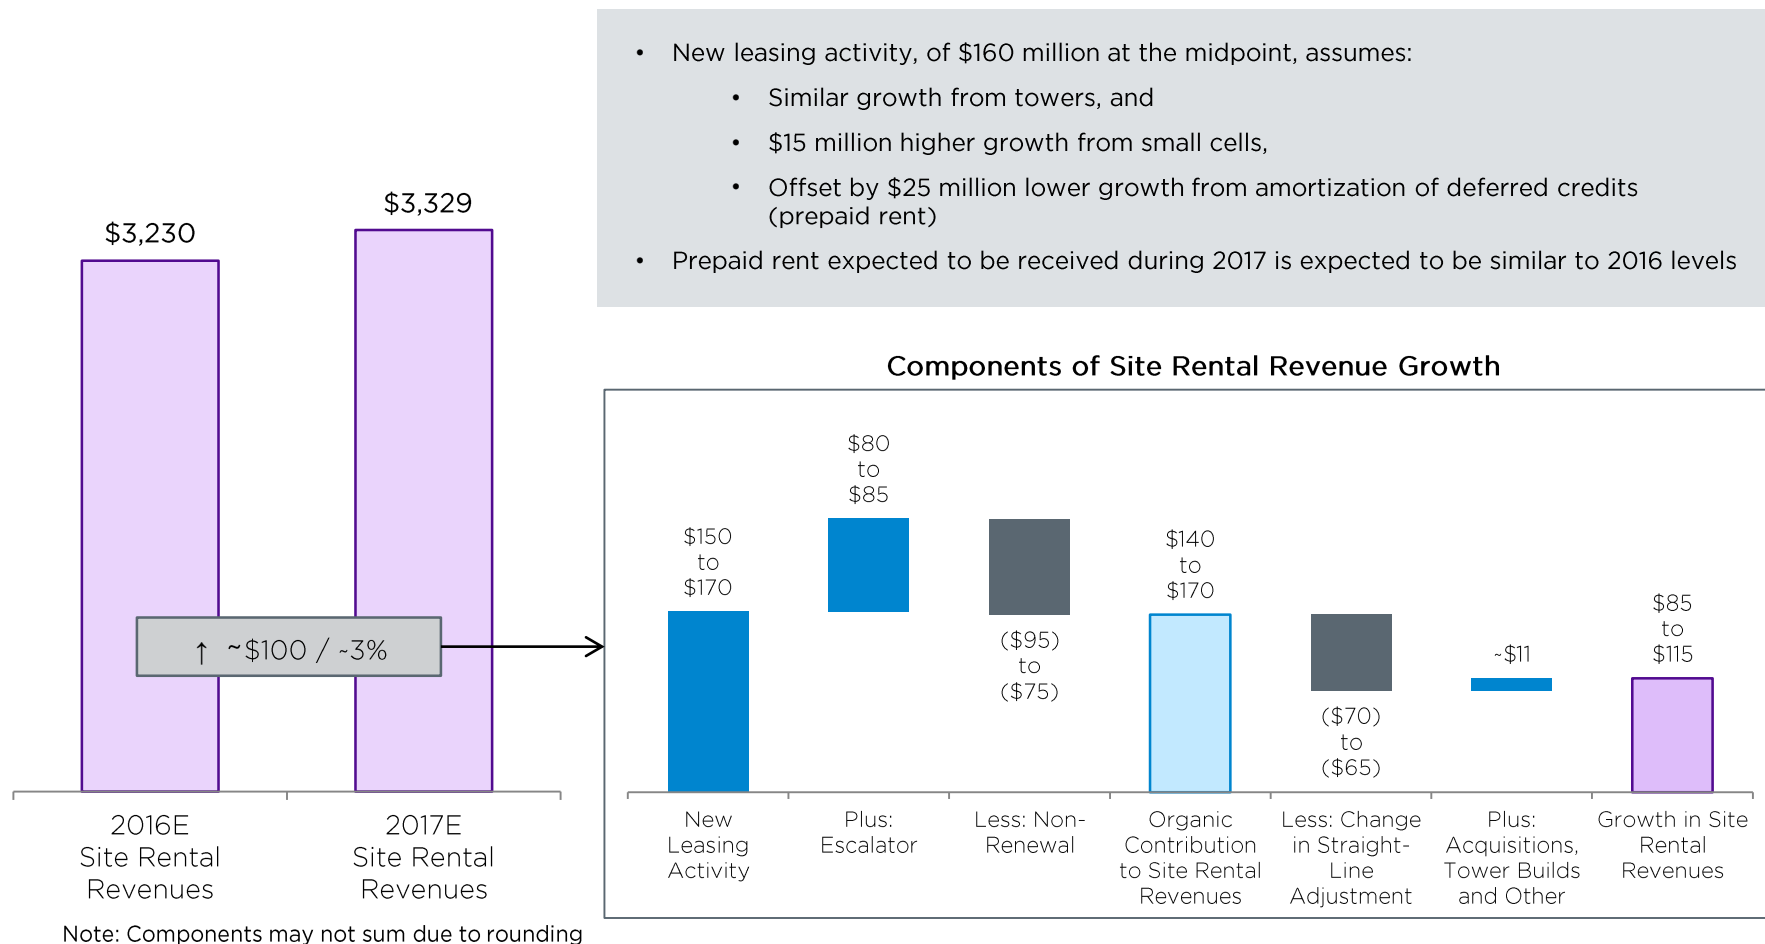 • New leasing activity, of $160 million at the midpoint, assumes:
• Similar growth from towers, and
• $15 million higher growth from small cells,
• Offset by $25 million lower growth from amortization of deferred credits
(prepaid rent)
• Prepaid rent expected to be received during 2017 is expected to be similar to 2016 levels
$3,230
$3,329
↑ ~$100 / ~3%
2016E
Site Rental
Revenues
2017E
Site Rental
Revenues
Note: Components may not sum due to rounding
Components of Site Rental Revenue Growth
$150
to
$170
$80
to
$85
($95)
to
($75)
$140
to
$170
($70)
to
($65)
~$11
$85
to
$115
New
Leasing
Activity
Plus:
Escalator
Less: Non-
Renewal
Organic
Contribution
to Site Rental
Revenues
Less: Change
in Straight-
Line
Adjustment
Plus:
Acquisitions,
Tower Builds
and Other
Growth in Site
Rental
Revenues